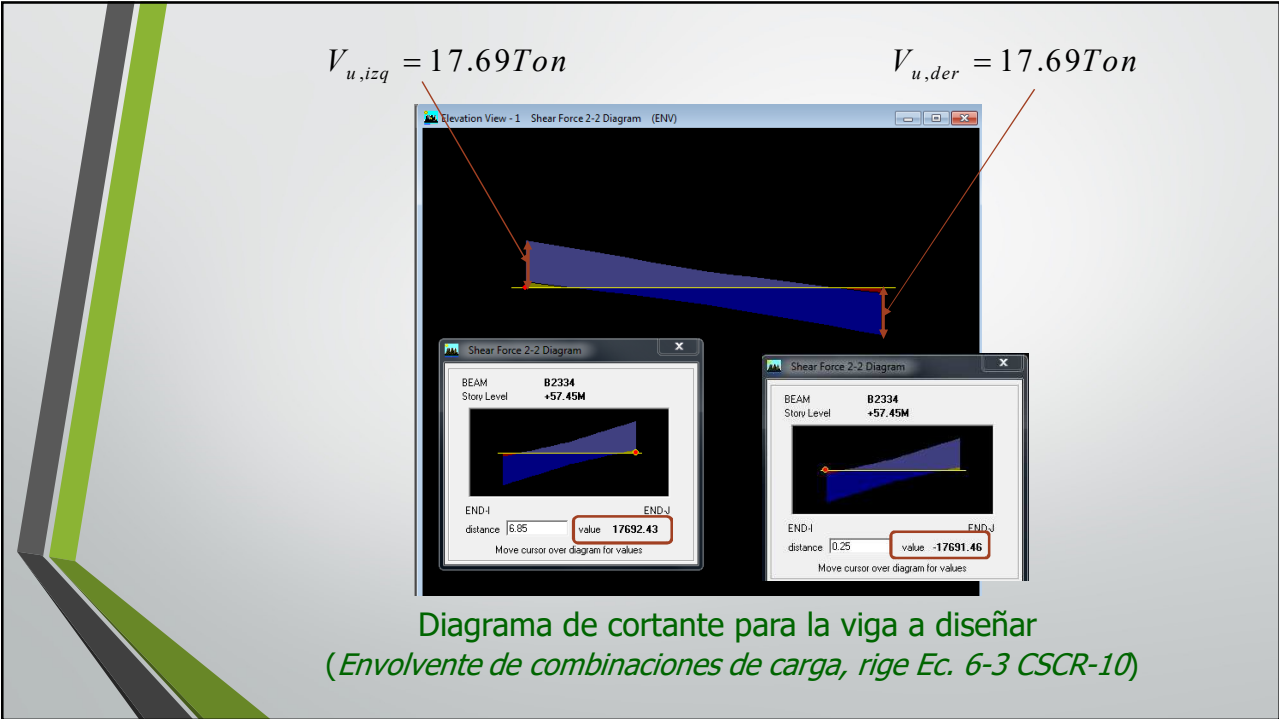 V u,izq = 17.69Ton
V u,der = 17.69Ton
Elevation View - 1 Shear Force 2-2 Diagram (ENV)
Shear Force 2-2 Diagram
BEAM B2334
Story Level +57.45M
END-I END-J
distance 6.85 value 17692.43
Move cursor over diagram for values
Shear Force 2-2 Diagram
BEAM B2334
Story Level +57.45M
END-I END-J
distance 0.25 value -17691.46
Move cursor over diagram for values
Diagrama de cortante para la viga a diseñar
(Envolvente de combinaciones de carga, rige Ec. 6-3 CSCR-10)